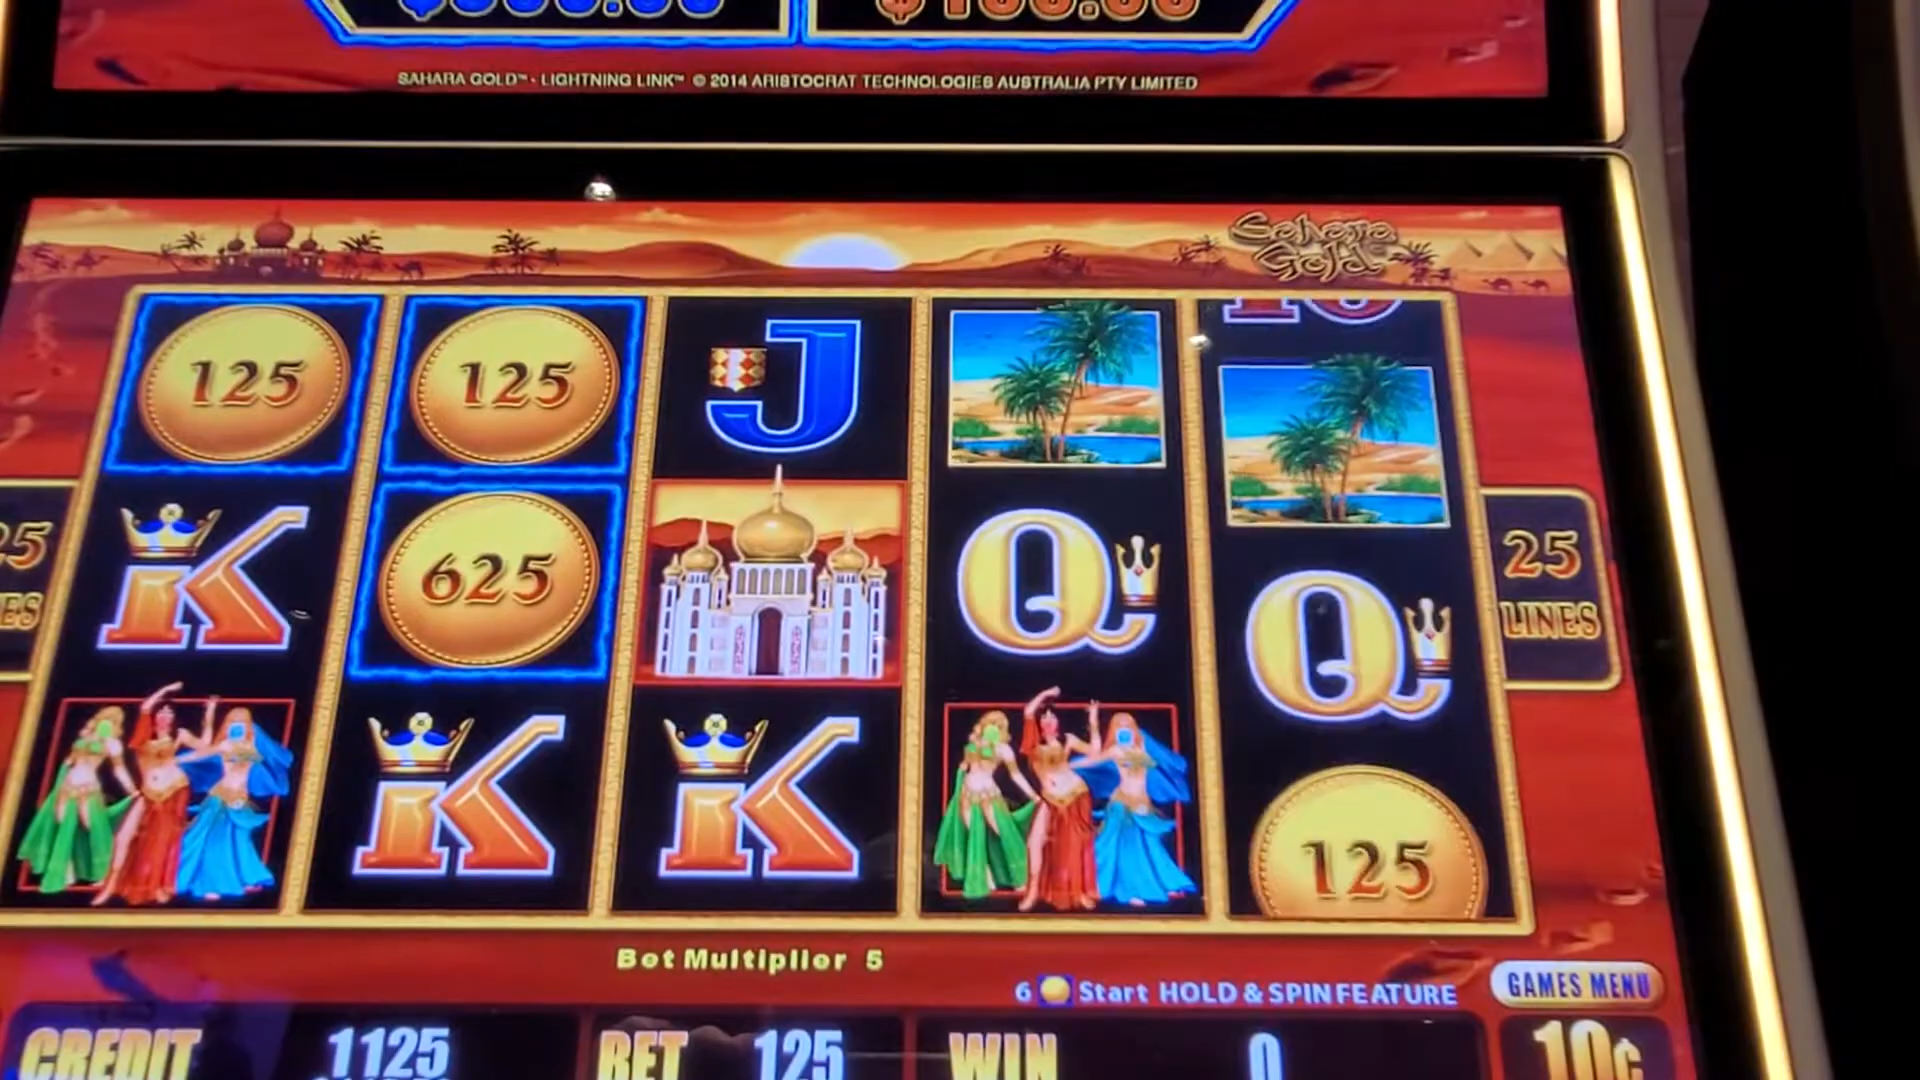 SAHARA GOLD™ - LIGHTNING LINK™ © 2014 ARISTOCRAT TECHNOLOGIES AUSTRALIA PTY LIMITED
Sahara
Gold
125 125 J
K 625 Q Q
K K 125
25
LINES
Bet Multiplier 5
6 Start HOLD & SPIN FEATURE
GAMES MENU
CREDIT 1125 BET 125 WIN 0 10¢